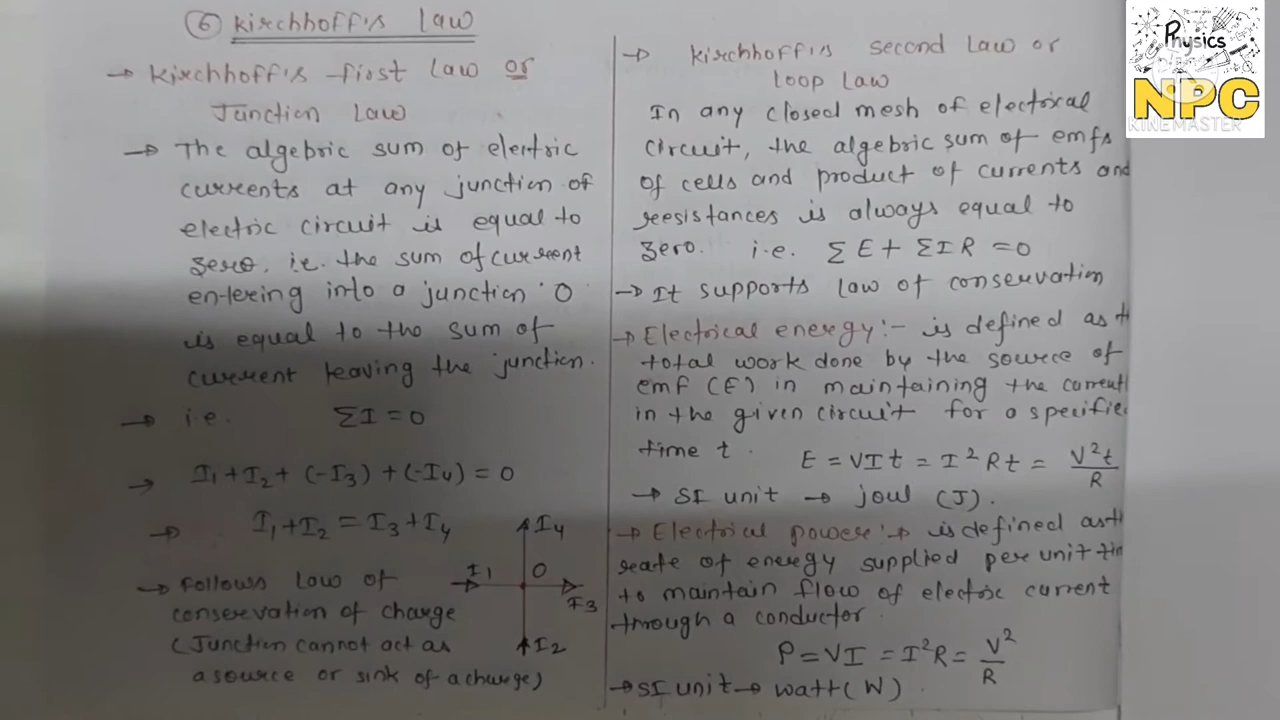 ⑥ Kirchhoff's Law
→ Kirchhoff's first Law or
Junction Law
→ The algebric sum of electric
currents at any junction of
electric circuit is equal to
zero. i.e. the sum of current
entering into a junction 'O'
is equal to the sum of
current leaving the junction.
→ i.e. ΣI = 0
→ I₁ + I₂ + (-I₃) + (-I₄) = 0
→ I₁ + I₂ = I₃ + I₄
→ follows Law of
conservation of charge
(Junction cannot act as
a source or sink of a charge)
I₄
I₁ O
I₃
I₂
→ Kirchhoff's second Law or
Loop Law
In any closed mesh of electrical
circuit, the algebric sum of emfs
of cells and product of currents and
resistances is always equal to
zero. i.e. ΣE + ΣIR = 0
→ It supports law of conservation
→ Electrical energy:- is defined as th
total work done by the source of
emf (E) in maintaining the current
in the given circuit for a specifie
time t.
E = VIt = I²Rt = V²t/R
→ SI unit → joul (J).
→ Electrical power:→ is defined as th
rate of energy supplied per unit tim
to maintain flow of electric current
through a conductor.
P = VI = I²R = V²/R
→ SI unit → watt (W).
Physics
NPC
KINEMASTER